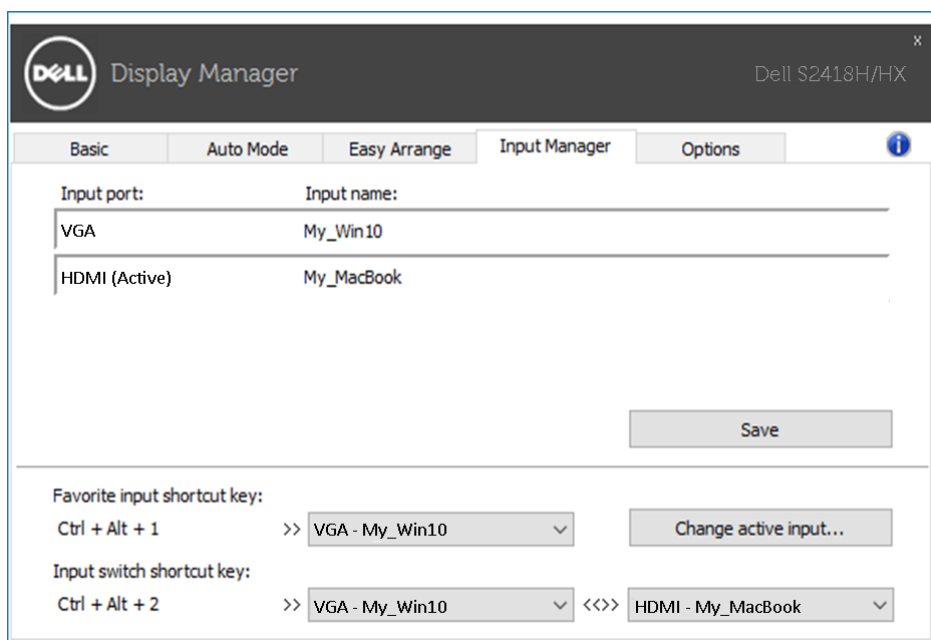 x
DELL Display Manager Dell S2418H/HX
Basic Auto Mode Easy Arrange Input Manager Options i
Input port: Input name:
VGA My_Win10
HDMI (Active) My_MacBook
Save
Favorite input shortcut key:
Ctrl + Alt + 1 >> VGA - My_Win10 Change active input...
Input switch shortcut key:
Ctrl + Alt + 2 >> VGA - My_Win10 <<>> HDMI - My_MacBook